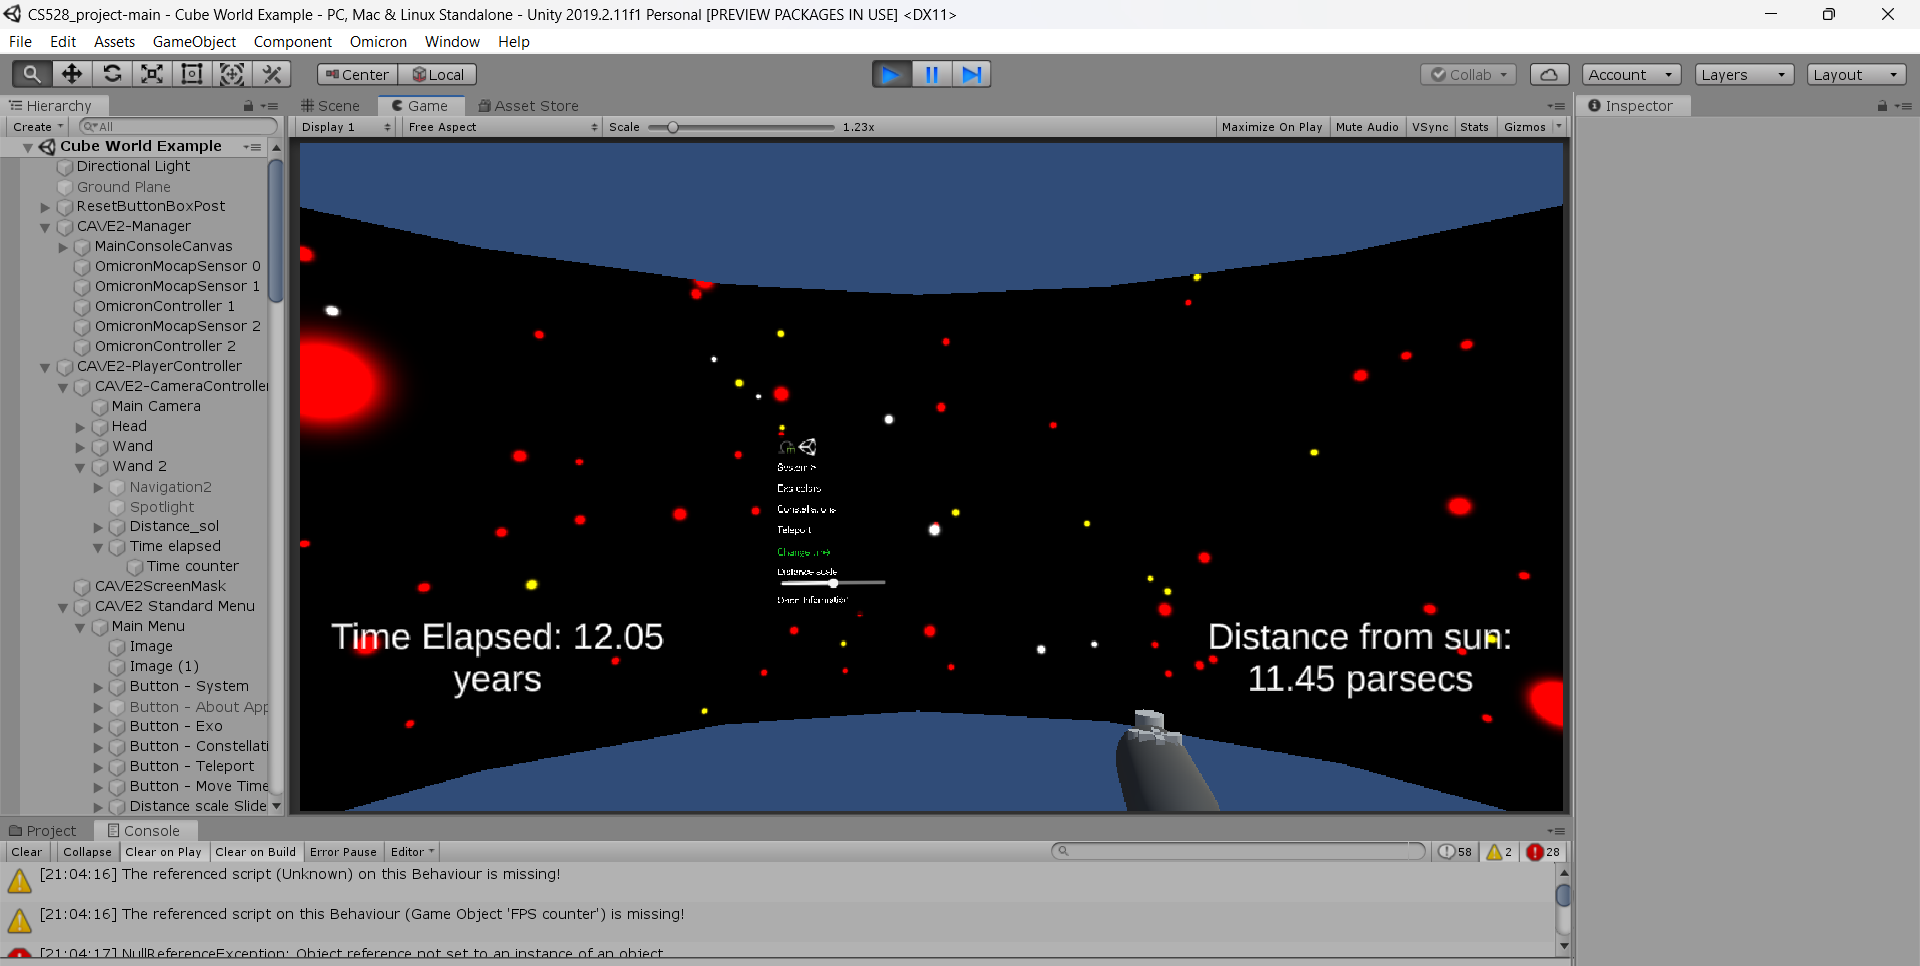 CS528_project-main - Cube World Example - PC, Mac & Linux Standalone - Unity 2019.2.11f1 Personal [PREVIEW PACKAGES IN USE] <DX11>
File Edit Assets GameObject Component Omicron Window Help
Center Local Collab Account Layers Layout
Hierarchy Scene Game Asset Store Inspector
Create All Display 1 Free Aspect Scale 1.23x Maximize On Play Mute Audio VSync Stats Gizmos
Cube World Example
Directional Light
Ground Plane
ResetButtonBoxPost
CAVE2-Manager
MainConsoleCanvas
OmicronMocapSensor 0
OmicronMocapSensor 1
OmicronController 1
OmicronMocapSensor 2
OmicronController 2
CAVE2-PlayerController
CAVE2-CameraController
Main Camera
Head
Wand
Wand 2
Navigation2
Spotlight
Distance_sol
Time elapsed
Time counter
CAVE2ScreenMask
CAVE2 Standard Menu
Main Menu
Image
Image (1)
Button - System
Button - About App
Button - Exo
Button - Constellati
Button - Teleport
Button - Move Time
Distance scale Slide
System >
Constellations
Teleport
Distance scale
Open Information
Time Elapsed: 12.05
years
Distance from sun:
11.45 parsecs
Project Console
Clear Collapse Clear on Play Clear on Build Error Pause Editor 58 2 28
[21:04:16] The referenced script (Unknown) on this Behaviour is missing!
[21:04:16] The referenced script on this Behaviour (Game Object 'FPS counter') is missing!
[21:04:17] NullReferenceException: Object reference not set to an instance of an object